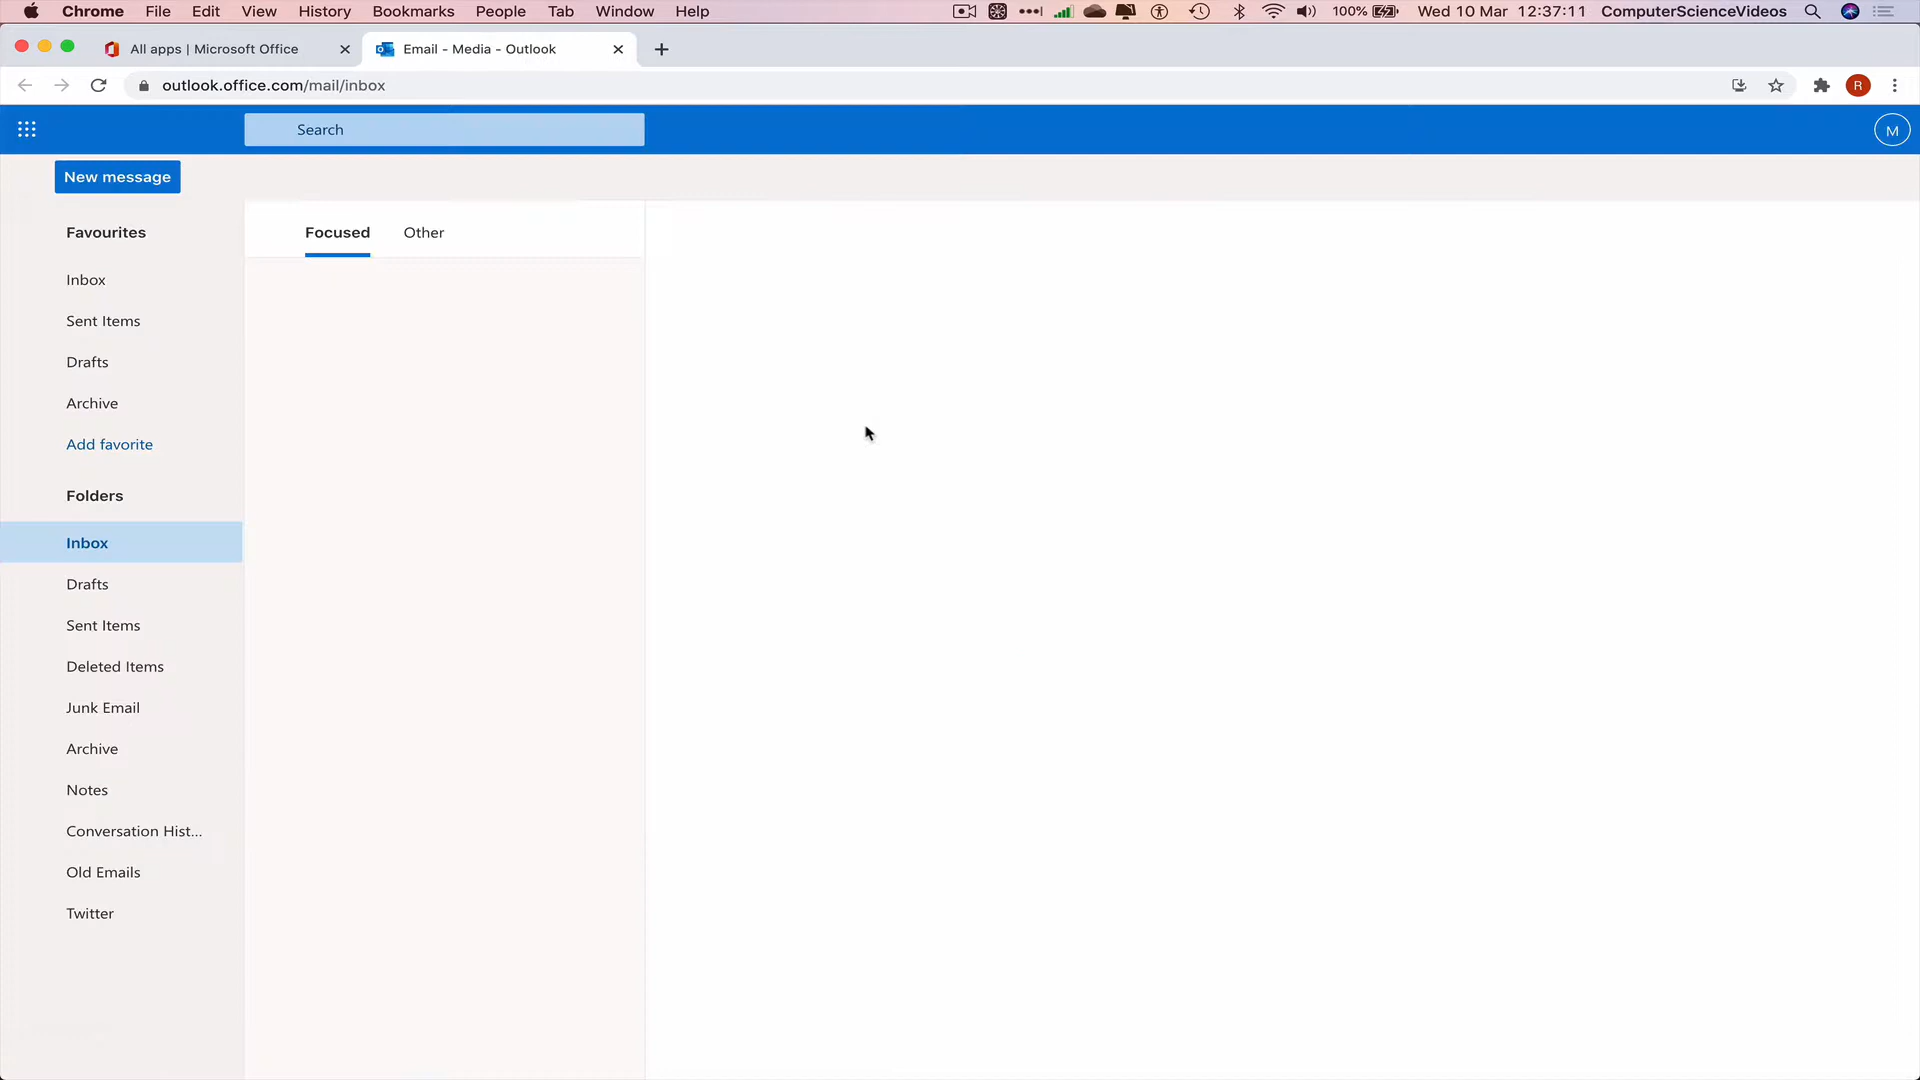 Chrome File Edit View History Bookmarks People Tab Window Help 100% Wed 10 Mar 12:37:11 ComputerScienceVideos
All apps | Microsoft Office
Email - Media - Outlook
outlook.office.com/mail/inbox
R
Search
M
New message
Favourites
Focused Other
Inbox
Sent Items
Drafts
Archive
Add favorite
Folders
Inbox
Drafts
Sent Items
Deleted Items
Junk Email
Archive
Notes
Conversation Hist...
Old Emails
Twitter